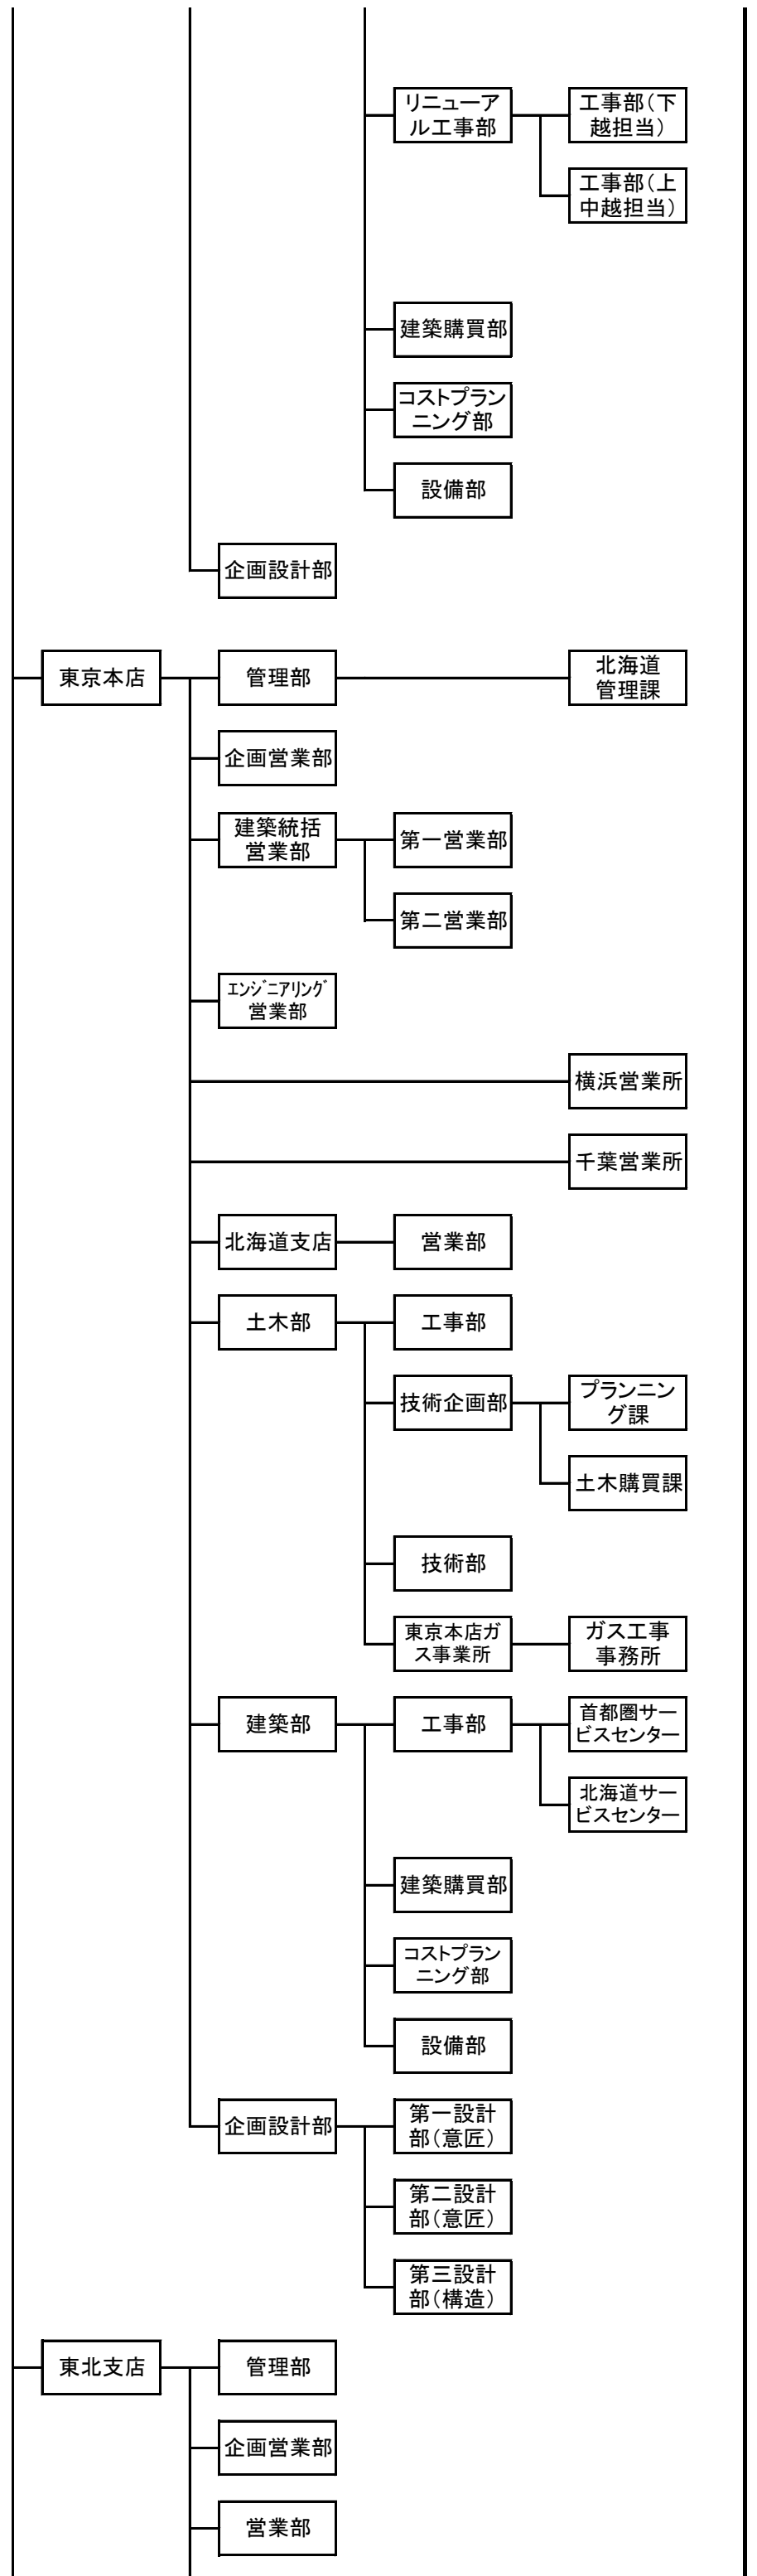 リニューア
ル工事部
工事部（下
越担当）
工事部（上
中越担当）
建築購買部
コストプラン
ニング部
設備部
企画設計部
東京本店
管理部
北海道
管理課
企画営業部
建築統括
営業部
第一営業部
第二営業部
ｴﾝｼﾞﾆｱﾘﾝｸﾞ
営業部
横浜営業所
千葉営業所
北海道支店
営業部
土木部
工事部
技術企画部
プランニン
グ課
土木購買課
技術部
東京本店ガ
ス事業所
ガス工事
事務所
建築部
工事部
首都圏サー
ビスセンター
北海道サー
ビスセンター
建築購買部
コストプラン
ニング部
設備部
企画設計部
第一設計
部（意匠）
第二設計
部（意匠）
第三設計
部（構造）
東北支店
管理部
企画営業部
営業部